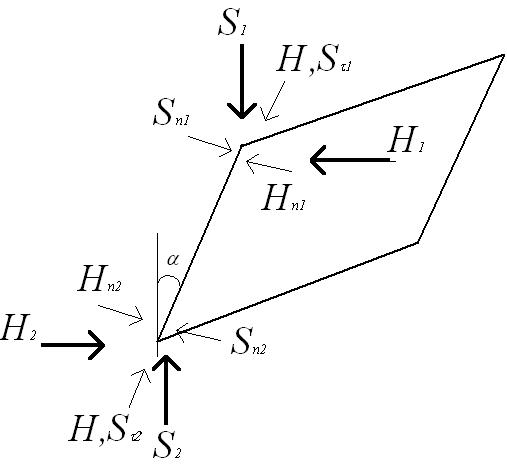 S1
H,Sτ1
Sn1
H1
Hn1
α
Hn2
H2
Sn2
H,Sτ2
S2